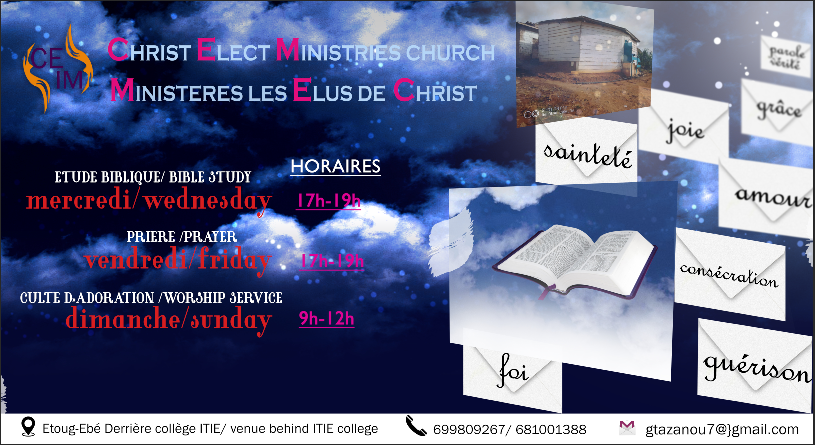 CE
IM
CHRIST ELECT MINISTRIES CHURCH
MINISTERES LES ELUS DE CHRIST
HORAIRES
ETUDE BIBLIQUE/ BIBLE STUDY
mercredi/wednesday 17h-19h
PRIERE /PRAYER
vendredi/friday 17h-19h
CULTE D,ADORATION /WORSHIP SERVICE
dimanche/sunday 9h-12h
parole
vérité
grâce
joie
sainteté
amour
consécration
guérison
foi
Etoug-Ebé Derrière collège ITIE/ venue behind ITIE college
699809267/ 681001388
gtazanou7@}gmail.com